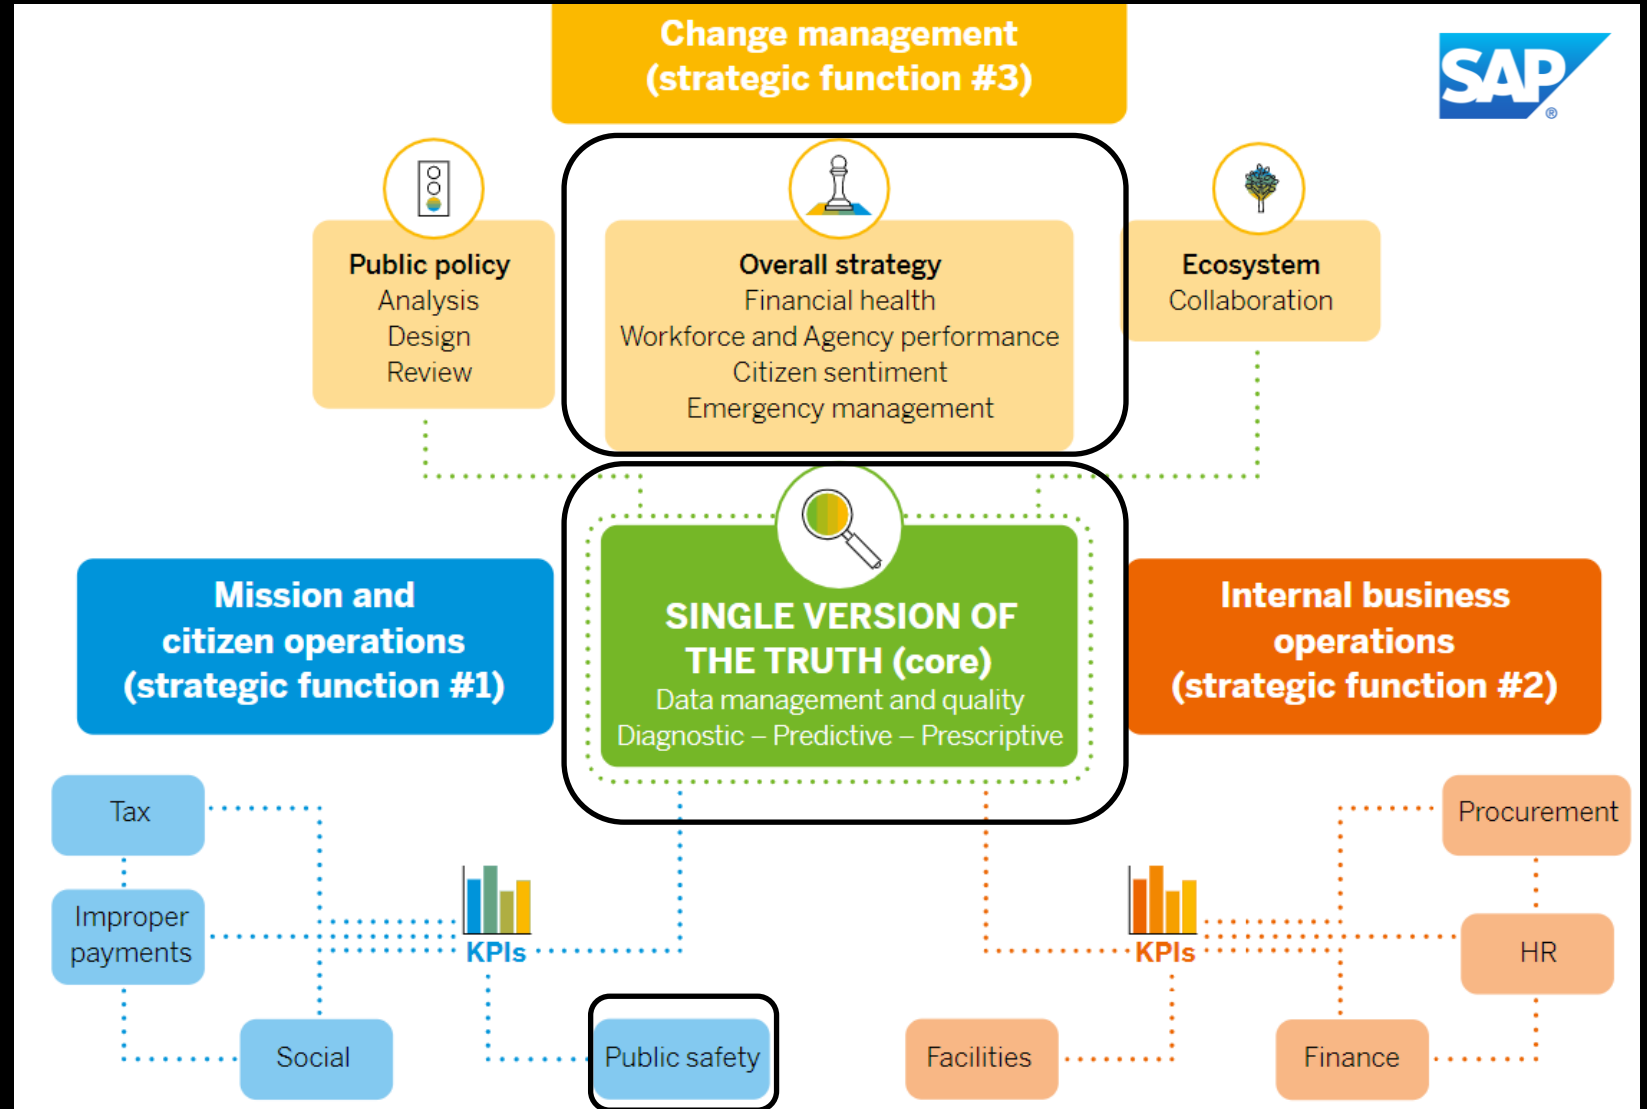 Change management
(strategic function #3)
SAP
®
Public policy
Analysis
Design
Review
Overall strategy
Financial health
Workforce and Agency performance
Citizen sentiment
Emergency management
Ecosystem
Collaboration
Mission and
citizen operations
(strategic function #1)
SINGLE VERSION OF
THE TRUTH (core)
Data management and quality
Diagnostic – Predictive – Prescriptive
Internal business
operations
(strategic function #2)
Tax
Improper
payments
Social
KPIs
Public safety
KPIs
Procurement
HR
Facilities
Finance